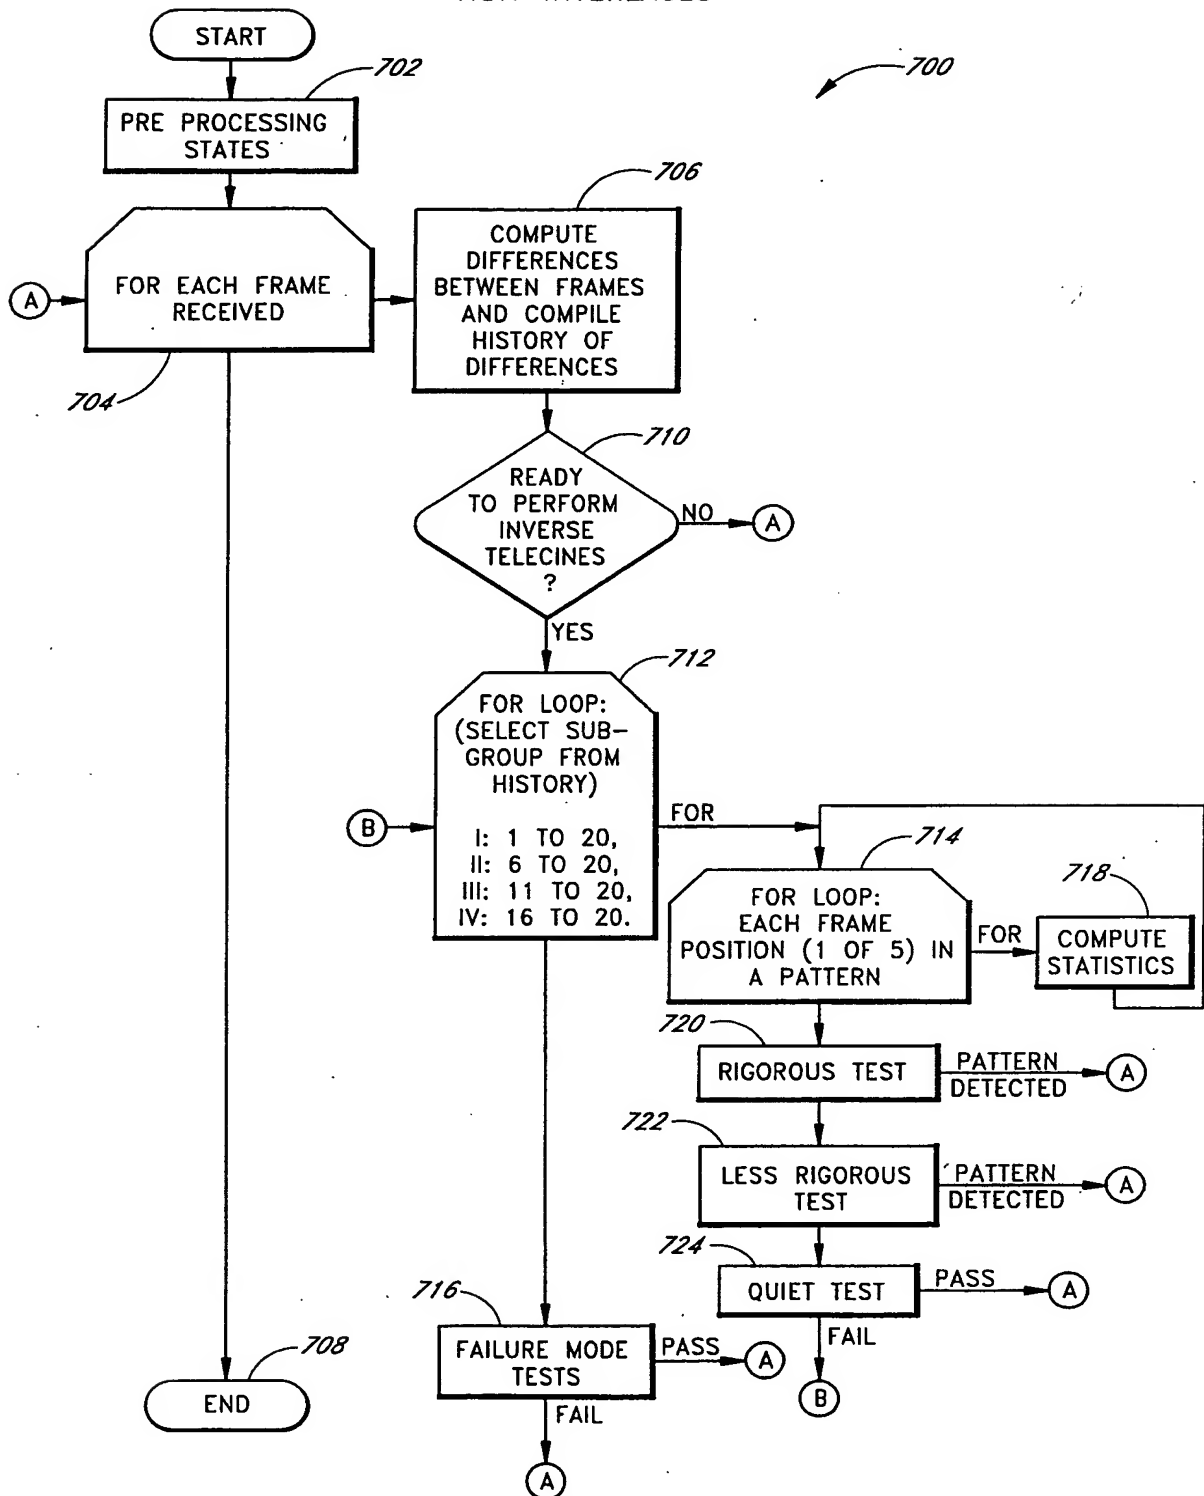 START
702
700
PRE PROCESSING
STATES
706
COMPUTE
DIFFERENCES
BETWEEN FRAMES
AND COMPILE
HISTORY OF
DIFFERENCES
A
FOR EACH FRAME
RECEIVED
704
710
READY
TO PERFORM
INVERSE
TELECINES
?
NO
A
YES
712
FOR LOOP:
(SELECT SUB-
GROUP FROM
HISTORY)
I: 1 TO 20,
II: 6 TO 20,
III: 11 TO 20,
IV: 16 TO 20.
B
FOR
714
FOR LOOP:
EACH FRAME
POSITION (1 OF 5) IN
A PATTERN
FOR
718
COMPUTE
STATISTICS
720
RIGOROUS TEST
PATTERN
DETECTED
A
722
LESS RIGOROUS
TEST
PATTERN
DETECTED
A
724
QUIET TEST
PASS
A
FAIL
B
716
FAILURE MODE
TESTS
PASS
A
FAIL
A
708
END